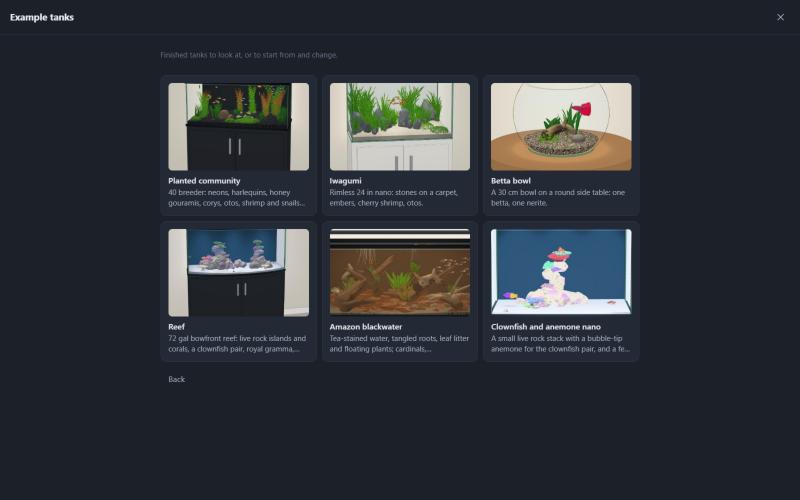 Example tanks
Finished tanks to look at, or to start from and change.
Planted community
40 breeder: neons, harlequins, honey
gouramis, corys, otos, shrimp and snails...
Iwagumi
Rimless 24 in nano: stones on a carpet,
embers, cherry shrimp, otos.
Betta bowl
A 30 cm bowl on a round side table: one
betta, one nerite.
Reef
72 gal bowfront reef: live rock islands and
corals, a clownfish pair, royal gramma,...
Amazon blackwater
Tea-stained water, tangled roots, leaf litter
and floating plants; cardinals,...
Clownfish and anemone nano
A small live rock stack with a bubble-tip
anemone for the clownfish pair, and a fe...
Back